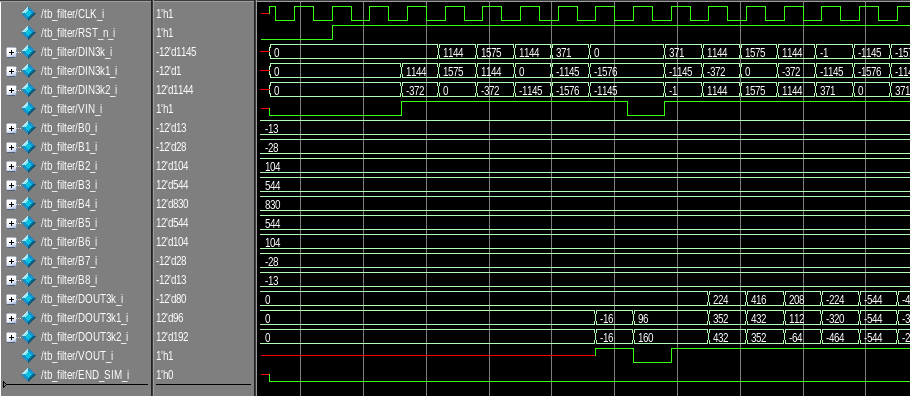 /tb_filter/CLK_i 1'h1
/tb_filter/RST_n_i 1'h1
/tb_filter/DIN3k_i -12'd1145 0 1144 1575 1144 371 0 371 1144 1575 1144 -1 -1145 -157
/tb_filter/DIN3k1_i -12'd1 0 1144 1575 1144 0 -1145 -1576 -1145 -372 0 -372 -1145 -1576 -114
/tb_filter/DIN3k2_i 12'd1144 0 -372 0 -372 -1145 -1576 -1145 -1 1144 1575 1144 371 0 371
/tb_filter/VIN_i 1'h1
/tb_filter/B0_i -12'd13 -13
/tb_filter/B1_i -12'd28 -28
/tb_filter/B2_i 12'd104 104
/tb_filter/B3_i 12'd544 544
/tb_filter/B4_i 12'd830 830
/tb_filter/B5_i 12'd544 544
/tb_filter/B6_i 12'd104 104
/tb_filter/B7_i -12'd28 -28
/tb_filter/B8_i -12'd13 -13
/tb_filter/DOUT3k_i -12'd80 0 224 416 208 -224 -544 -4
/tb_filter/DOUT3k1_i 12'd96 0 -16 96 352 432 112 -320 -544 -3
/tb_filter/DOUT3k2_i 12'd192 0 -16 160 432 352 -64 -464 -544 -2
/tb_filter/VOUT_i 1'h1
/tb_filter/END_SIM_i 1'h0